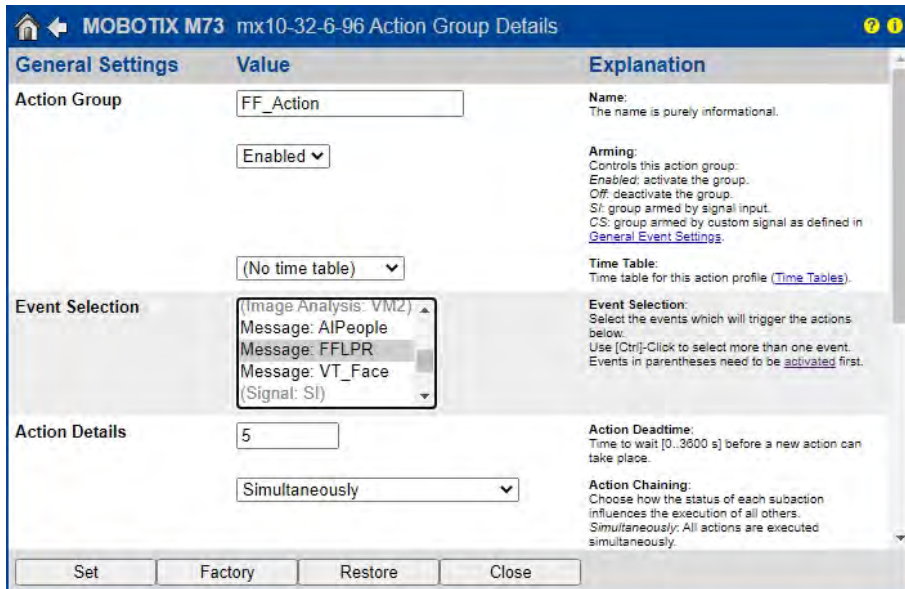 MOBOTIX M73 mx10-32-6-96 Action Group Details
General Settings Value Explanation
Action Group
FF_Action
Name:
The name is purely informational.
Enabled
Arming:
Controls this action group:
Enabled: activate the group.
Off: deactivate the group.
SI: group armed by signal input.
CS: group armed by custom signal as defined in
General Event Settings.
(No time table)
Time Table:
Time table for this action profile (Time Tables).
Event Selection
(Image Analysis: VM2)
Message: AIPeople
Message: FFLPR
Message: VT_Face
(Signal: SI)
Event Selection:
Select the events which will trigger the actions
below.
Use [Ctrl]-Click to select more than one event.
Events in parentheses need to be activated first.
Action Details
5
Action Deadtime:
Time to wait [0..3600 s] before a new action can
take place.
Simultaneously
Action Chaining:
Choose how the status of each subaction
influences the execution of all others.
Simultaneously: All actions are executed
simultaneously.
Set Factory Restore Close